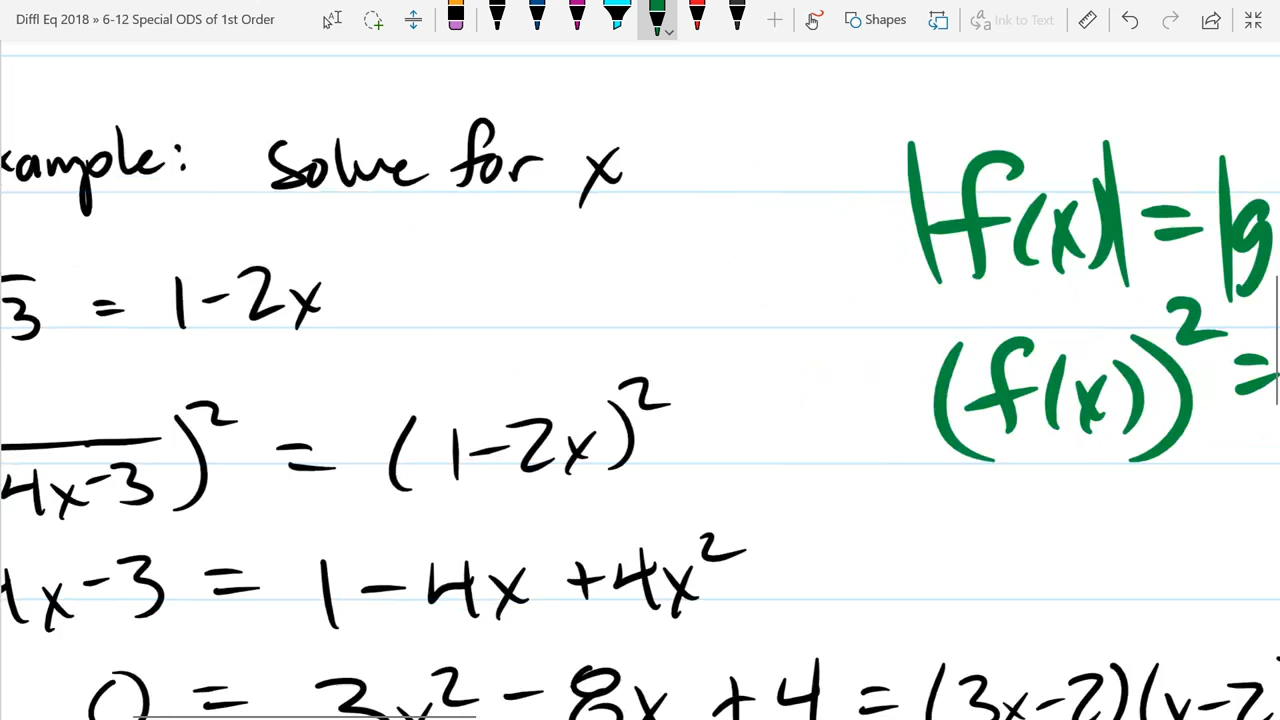 Diffl Eq 2018 » 6-12 Special ODS of 1st Order
Shapes
Ink to Text
xample: Solve for x
3 = 1-2x
4x-3)² = (1-2x)²
4x-3 = 1-4x+4x²
0 = 3x²-8x+4 = (3x-2)(x-2
|f(x)| = |g
(f(x))² =